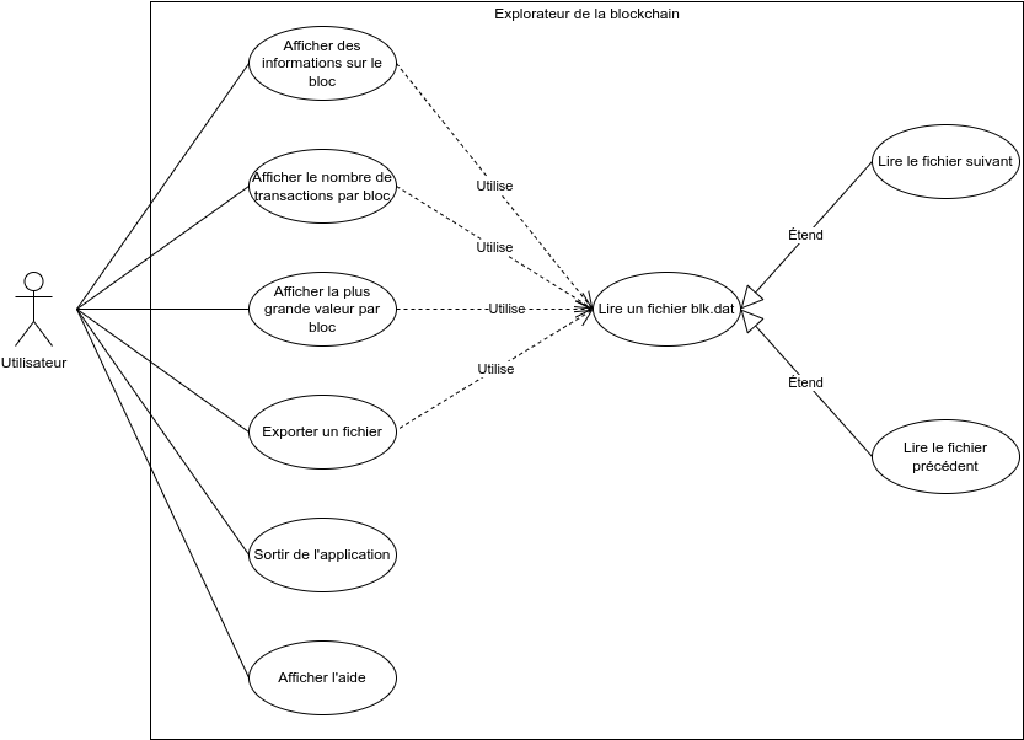 Explorateur de la blockchain
Afficher des
informations sur le
bloc
Afficher le nombre de
transactions par bloc
Afficher la plus
grande valeur par
bloc
Exporter un fichier
Sortir de l'application
Afficher l'aide
Utilisateur
Utilise
Utilise
Utilise
Utilise
Lire un fichier blk.dat
Étend
Étend
Lire le fichier suivant
Lire le fichier
précédent